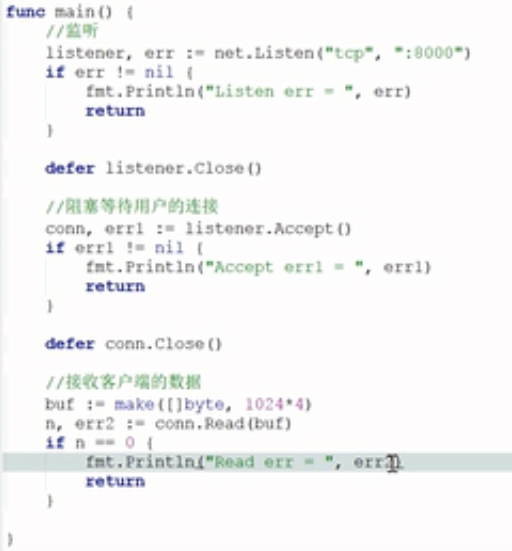 func main() {
//监听
listener, err := net.Listen("tcp", ":8000")
if err != nil {
fmt.Println("Listen err = ", err)
return
}
defer listener.Close()
//阻塞等待用户的连接
conn, err1 := listener.Accept()
if err1 != nil {
fmt.Println("Accept err1 = ", err1)
return
}
defer conn.Close()
//接收客户端的数据
buf := make([]byte, 1024*4)
n, err2 := conn.Read(buf)
if n == 0 {
fmt.Println("Read err = ",
return
}
}